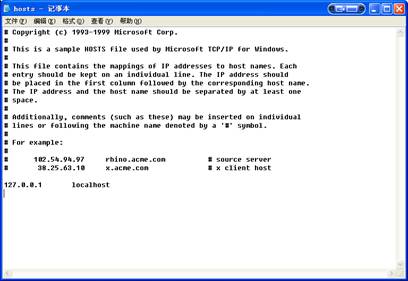 hosts - 记事本
文件(F) 编辑(E) 格式(O) 查看(V) 帮助(H)
# Copyright (c) 1993-1999 Microsoft Corp.
#
# This is a sample HOSTS file used by Microsoft TCP/IP for Windows.
#
# This file contains the mappings of IP addresses to host names. Each
# entry should be kept on an individual line. The IP address should
# be placed in the first column followed by the corresponding host name.
# The IP address and the host name should be separated by at least one
# space.
#
# Additionally, comments (such as these) may be inserted on individual
# lines or following the machine name denoted by a '#' symbol.
#
# For example:
#
#      102.54.94.97     rhino.acme.com          # source server
#       38.25.63.10     x.acme.com              # x client host

127.0.0.1       localhost